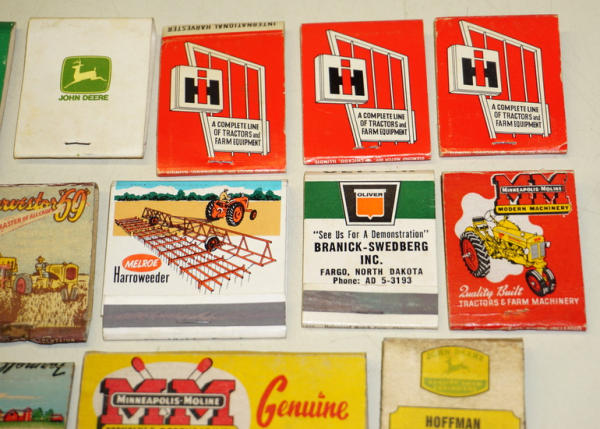 JOHN DEERE
INTERNATIONAL HARVESTER
IH
A COMPLETE LINE
OF TRACTORS and
FARM EQUIPMENT
IH
A COMPLETE LINE
OF TRACTORS and
FARM EQUIPMENT
IH
A COMPLETE LINE
OF TRACTORS and
FARM EQUIPMENT
'59
MELROE
Harroweeder
OLIVER
"See Us For A Demonstration"
BRANICK-SWEDBERG
INC.
FARGO, NORTH DAKOTA
Phone: AD 5-3193
MM
MINNEAPOLIS-MOLINE
MODERN MACHINERY
Quality Built
TRACTORS & FARM MACHINERY
MM
MINNEAPOLIS-MOLINE
Genuine
JOHN DEERE
HOFFMAN